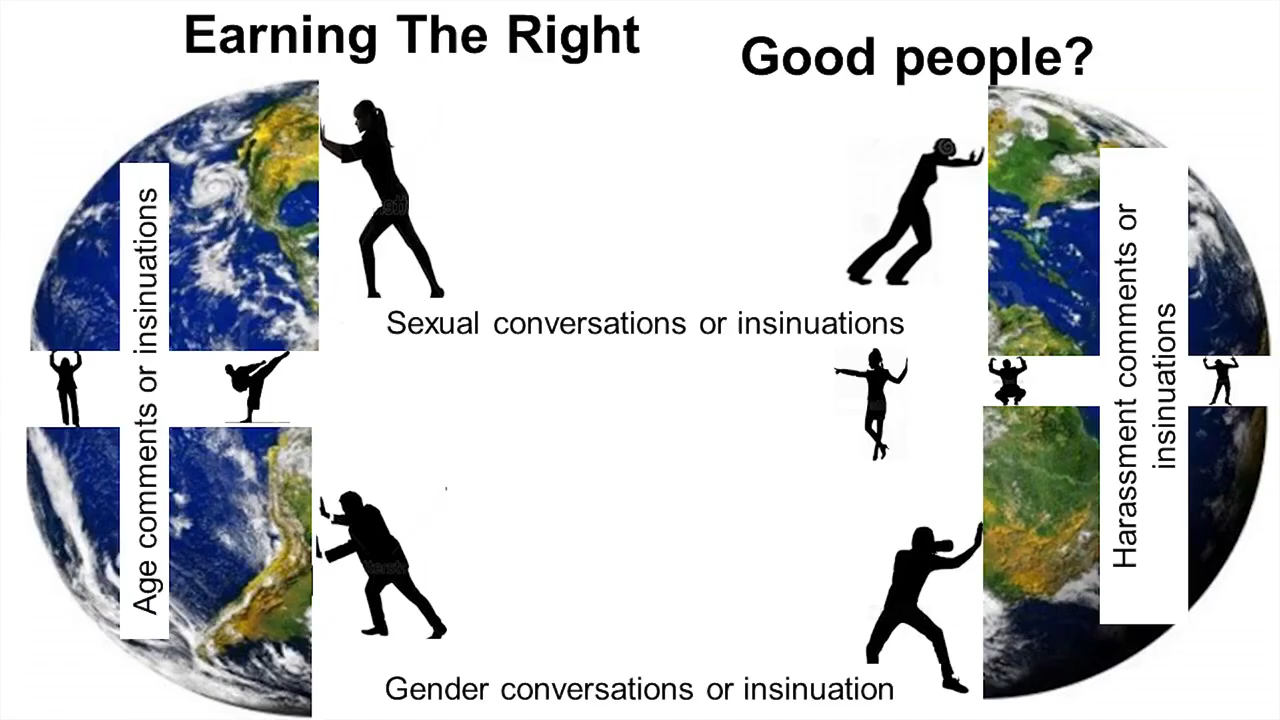 Earning The Right
Good people?
Age comments or insinuations
Sexual conversations or insinuations
Harassment comments or
insinuations
Gender conversations or insinuation